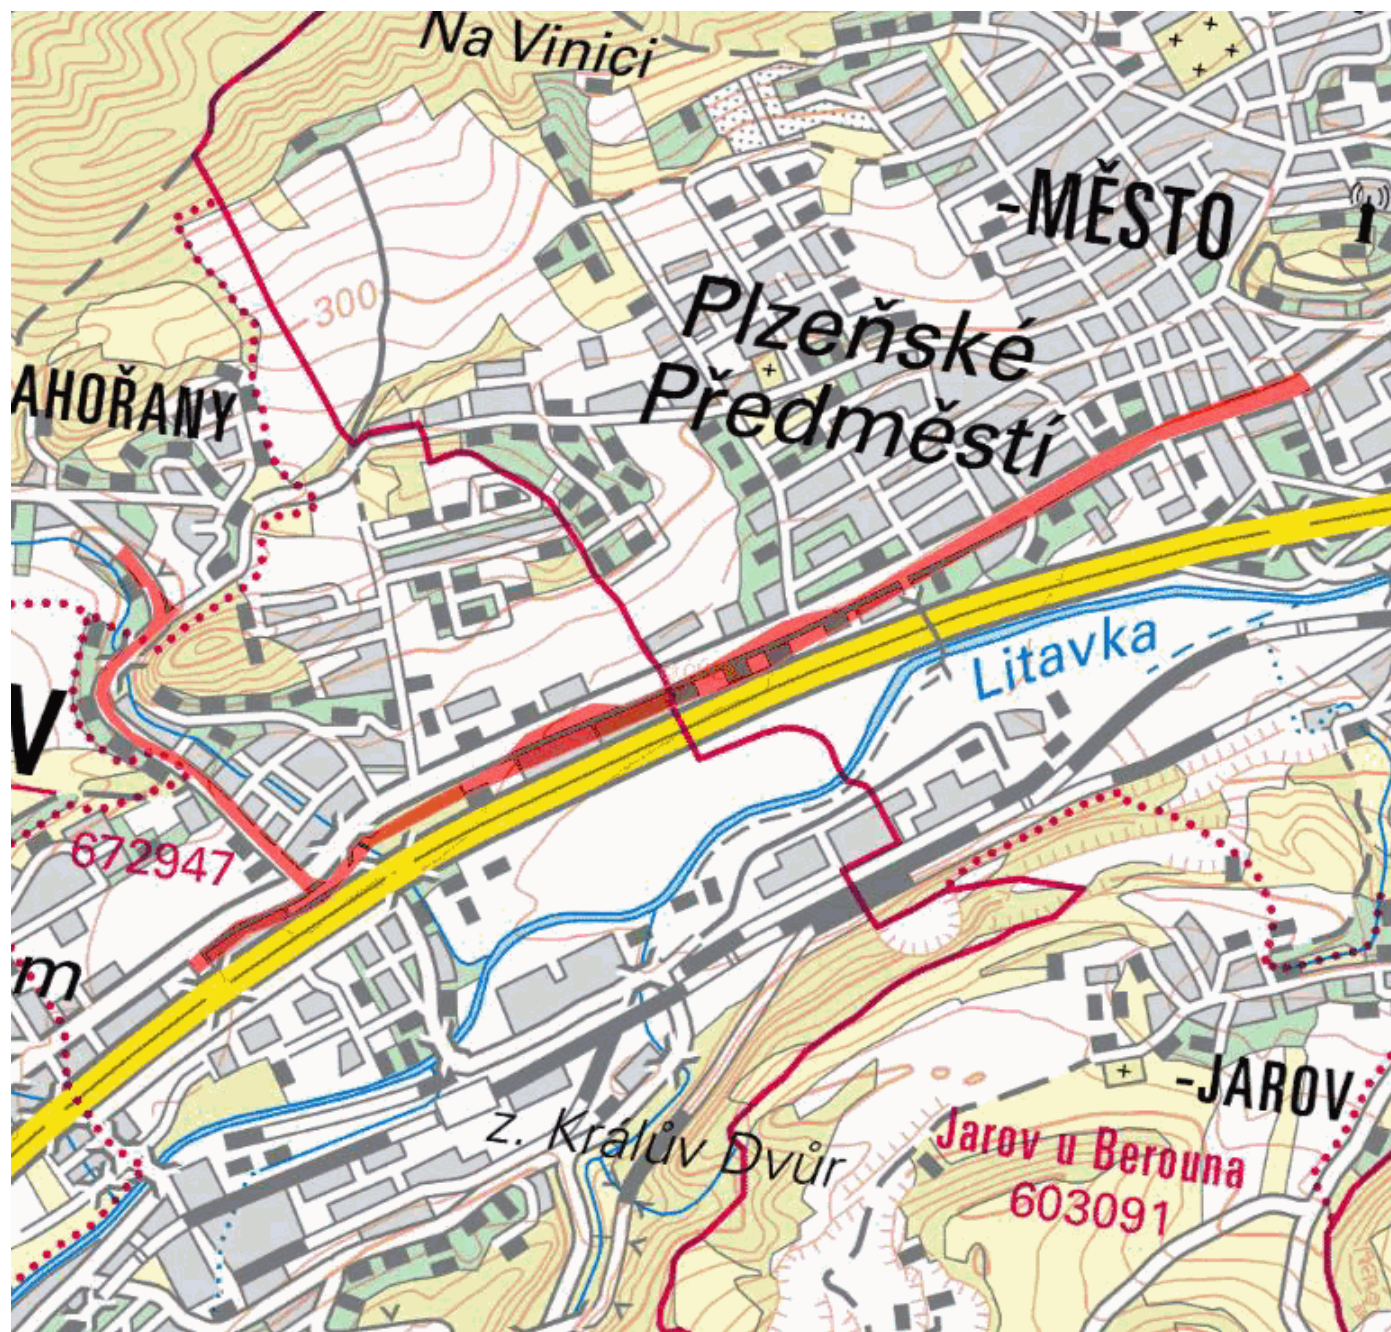 Na Vinici
-MĚSTO
300
Plzeňské
Předměstí
AHOŘANY
Litavka
V
672947
m
-JAROV
z. Králův Dvůr
Jarov u Berouna
603091